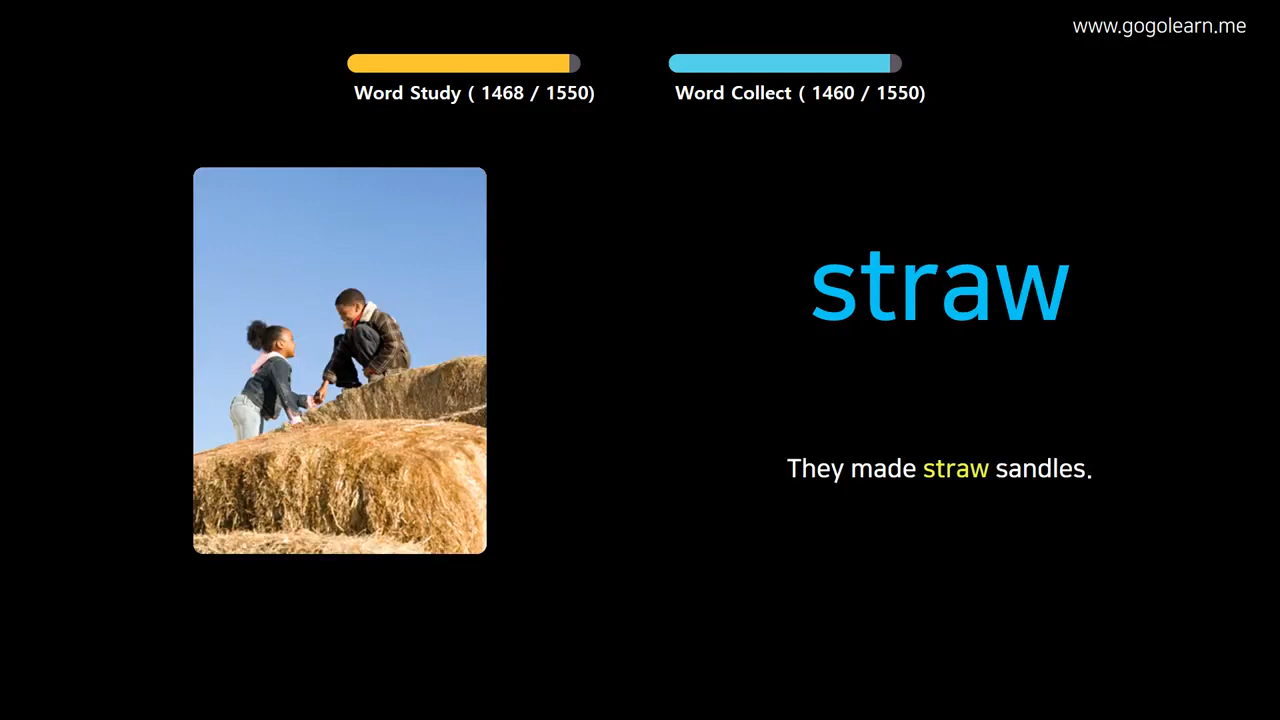 www.gogolearn.me
Word Study ( 1468 / 1550)
Word Collect ( 1460 / 1550)
straw
They made straw sandles.